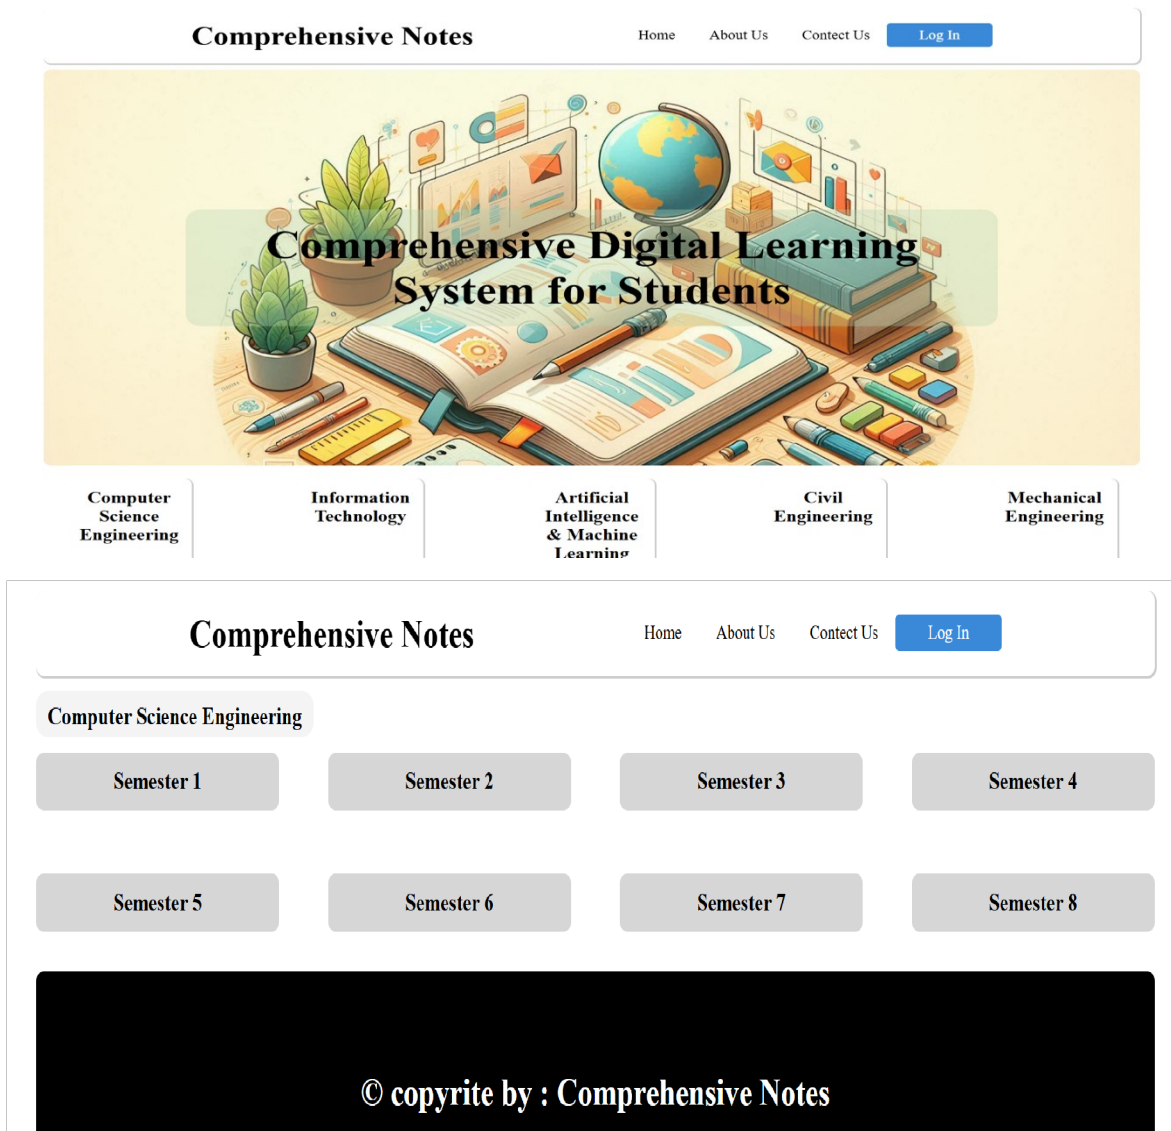 Comprehensive Notes
Home About Us Contect Us Log In
Comprehensive Digital Learning
System for Students
Computer
Science
Engineering
Information
Technology
Artificial
Intelligence
& Machine
Learning
Civil
Engineering
Mechanical
Engineering
Comprehensive Notes
Home About Us Contect Us Log In
Computer Science Engineering
Semester 1 Semester 2 Semester 3 Semester 4
Semester 5 Semester 6 Semester 7 Semester 8
© copyrite by : Comprehensive Notes